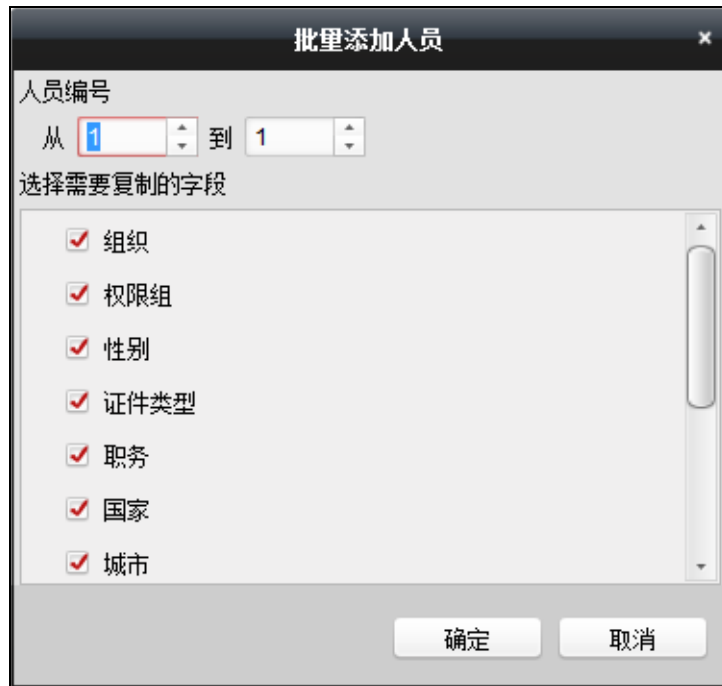 批里添加人员 ×
人员编号
从 1 到 1
选择需要复制的字段
组织
权限组
性别
证件类型
职务
国家
城市
确定 取消